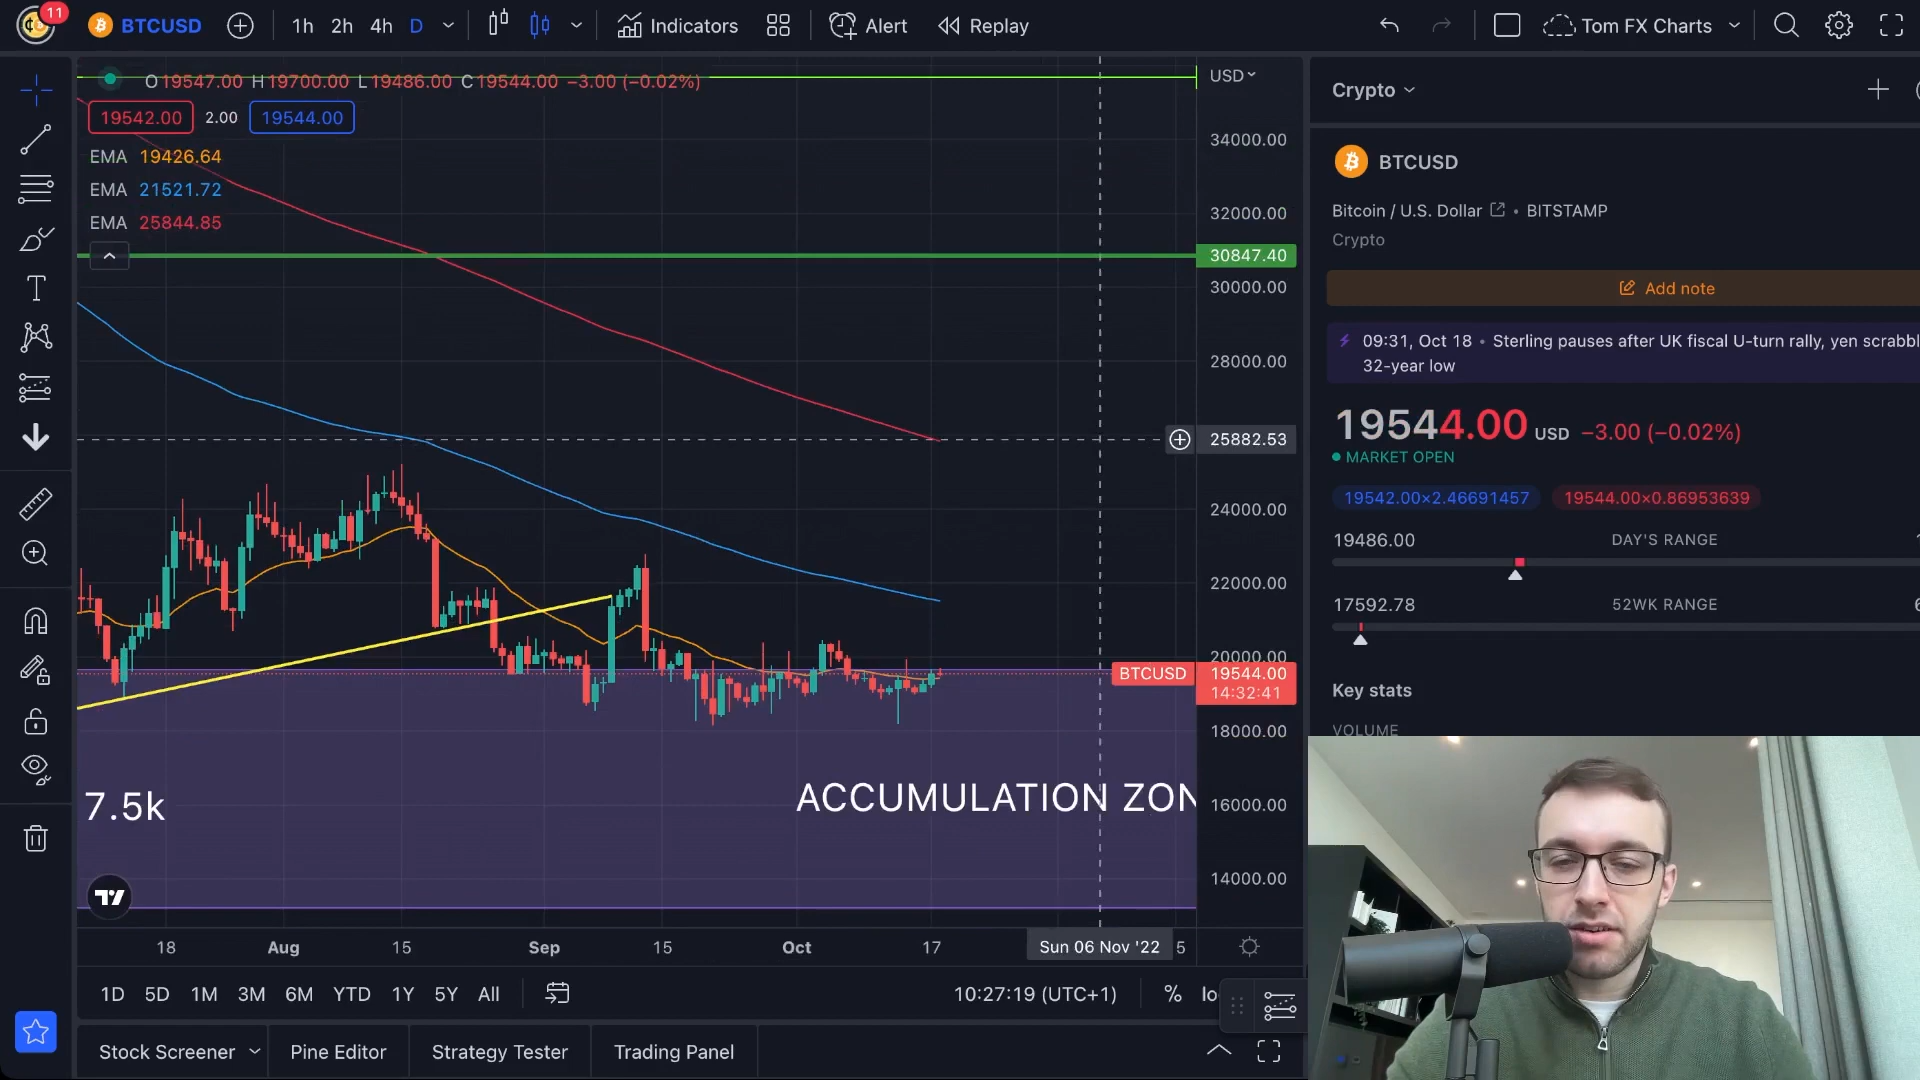 11
BTCUSD
1h 2h 4h D
Indicators
Alert
Replay
Tom FX Charts
O19547.00 H19700.00 L19486.00 C19544.00 −3.00 (−0.02%)
19542.00 2.00 19544.00
EMA 19426.64
EMA 21521.72
EMA 25844.85
USD
34000.00
32000.00
30847.40
30000.00
28000.00
25882.53
24000.00
22000.00
20000.00
BTCUSD 19544.00
14:32:41
18000.00
16000.00
14000.00
7.5k
ACCUMULATION ZON
18 Aug 15 Sep 15 Oct 17 Sun 06 Nov '22 5
1D 5D 1M 3M 6M YTD 1Y 5Y All
10:27:19 (UTC+1) % lo
Stock Screener Pine Editor Strategy Tester Trading Panel
Crypto
BTCUSD
Bitcoin / U.S. Dollar • BITSTAMP
Crypto
Add note
09:31, Oct 18 • Sterling pauses after UK fiscal U-turn rally, yen scrabbl
32-year low
19544.00 USD −3.00 (−0.02%)
MARKET OPEN
19542.00×2.46691457 19544.00×0.86953639
19486.00 DAY'S RANGE 1
17592.78 52WK RANGE 6
Key stats
VOLUME